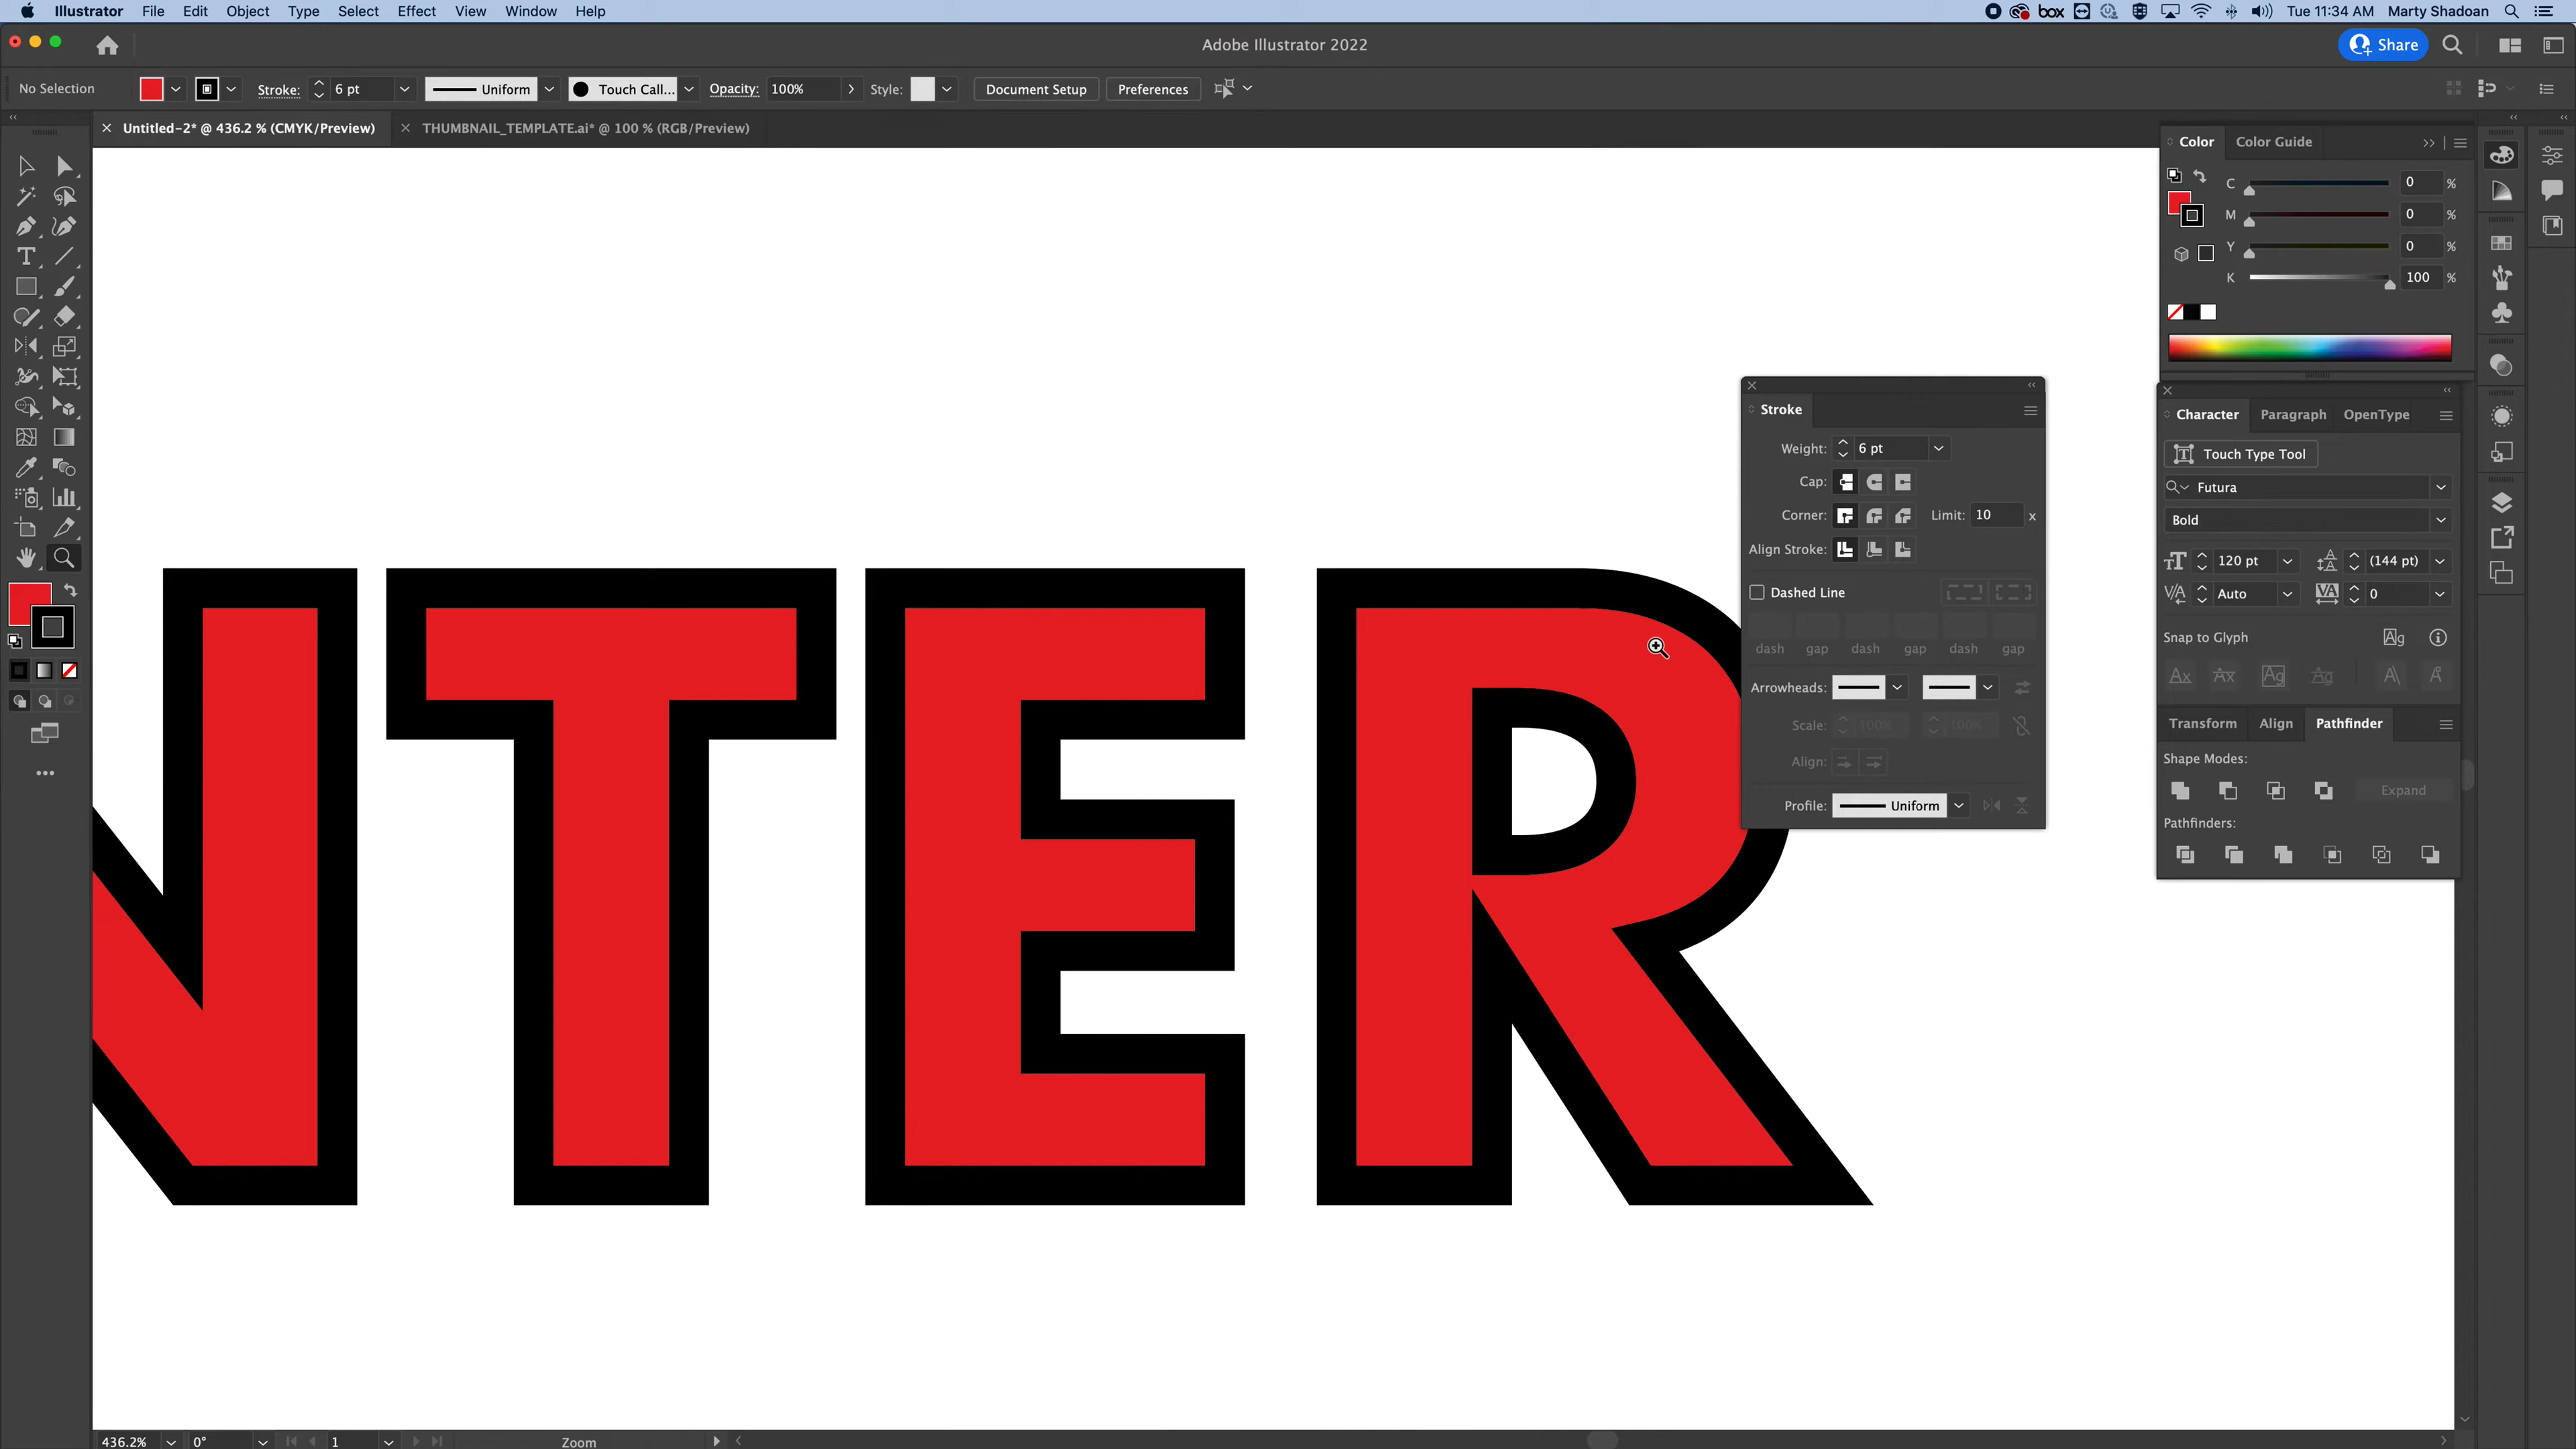 Illustrator File Edit Object Type Select Effect View Window Help
box Tue 11:34 AM Marty Shadoan
Adobe Illustrator 2022
Share
No Selection Stroke: 6 pt Uniform Touch Call... Opacity: 100% Style: Document Setup Preferences
Untitled-2* @ 436.2 % (CMYK/Preview) THUMBNAIL_TEMPLATE.ai* @ 100 % (RGB/Preview)
Color Color Guide
C 0 %
M 0 %
Y 0 %
K 100 %
Stroke
Weight: 6 pt
Cap:
Corner: Limit: 10 x
Align Stroke:
Dashed Line
dash gap dash gap dash gap
Arrowheads:
Scale: 100% 100%
Align:
Profile: Uniform
Character Paragraph OpenType
Touch Type Tool
Futura
Bold
120 pt (144 pt)
Auto 0
Snap to Glyph
Transform Align Pathfinder
Shape Modes:
Expand
Pathfinders:
NTER
436.2% 0° 1 Zoom